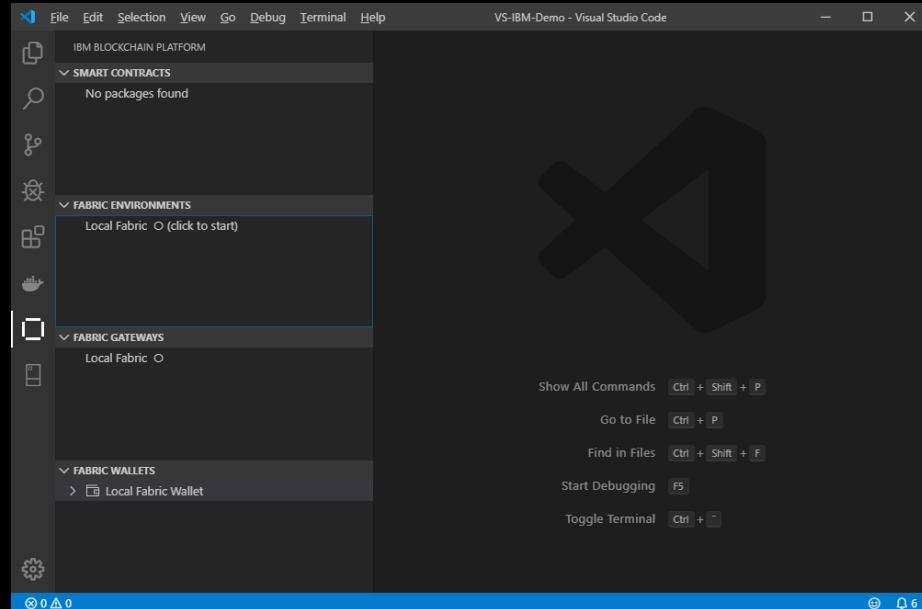 File Edit Selection View Go Debug Terminal Help VS-IBM-Demo - Visual Studio Code
IBM BLOCKCHAIN PLATFORM
SMART CONTRACTS
No packages found
FABRIC ENVIRONMENTS
Local Fabric ○ (click to start)
FABRIC GATEWAYS
Local Fabric ○
FABRIC WALLETS
Local Fabric Wallet
Show All Commands Ctrl + Shift + P
Go to File Ctrl + P
Find in Files Ctrl + Shift + F
Start Debugging F5
Toggle Terminal Ctrl + ¨
0 0 6